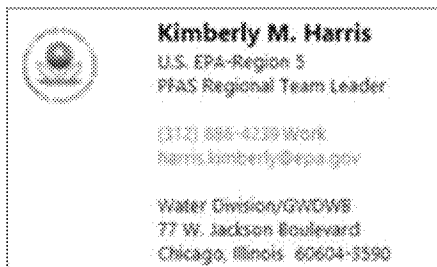 Kimberly M. Harris
U.S. EPA-Region 5
PFAS Regional Team Leader
(312) 886-4239 Work
harris.kimberly@epa.gov
Water Division/GWDWB
77 W. Jackson Boulevard
Chicago, Illinois 60604-3590